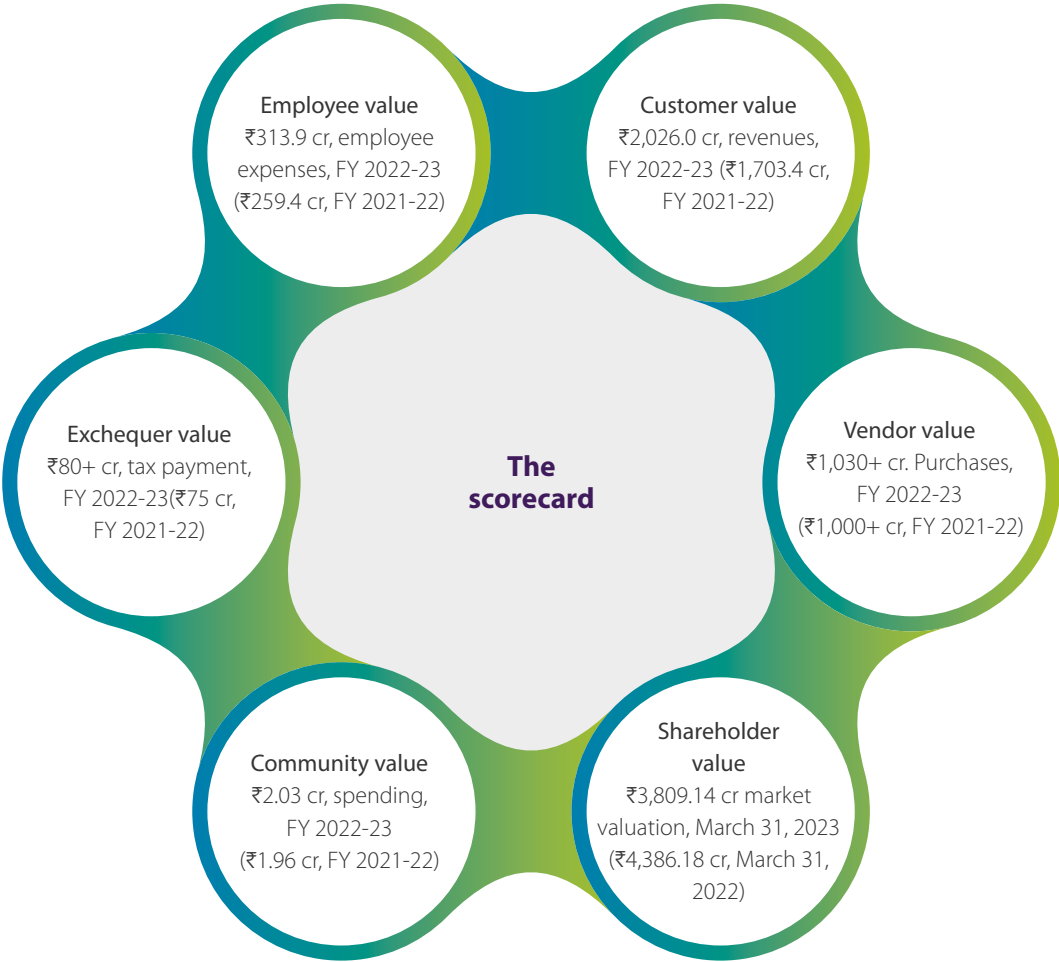 Employee value
₹313.9 cr, employee
expenses, FY 2022-23
(₹259.4 cr, FY 2021-22)
Customer value
₹2,026.0 cr, revenues,
FY 2022-23 (₹1,703.4 cr,
FY 2021-22)
Exchequer value
₹80+ cr, tax payment,
FY 2022-23(₹75 cr,
FY 2021-22)
The
scorecard
Vendor value
₹1,030+ cr. Purchases,
FY 2022-23
(₹1,000+ cr, FY 2021-22)
Community value
₹2.03 cr, spending,
FY 2022-23
(₹1.96 cr, FY 2021-22)
Shareholder
value
₹3,809.14 cr market
valuation, March 31, 2023
(₹4,386.18 cr, March 31,
2022)